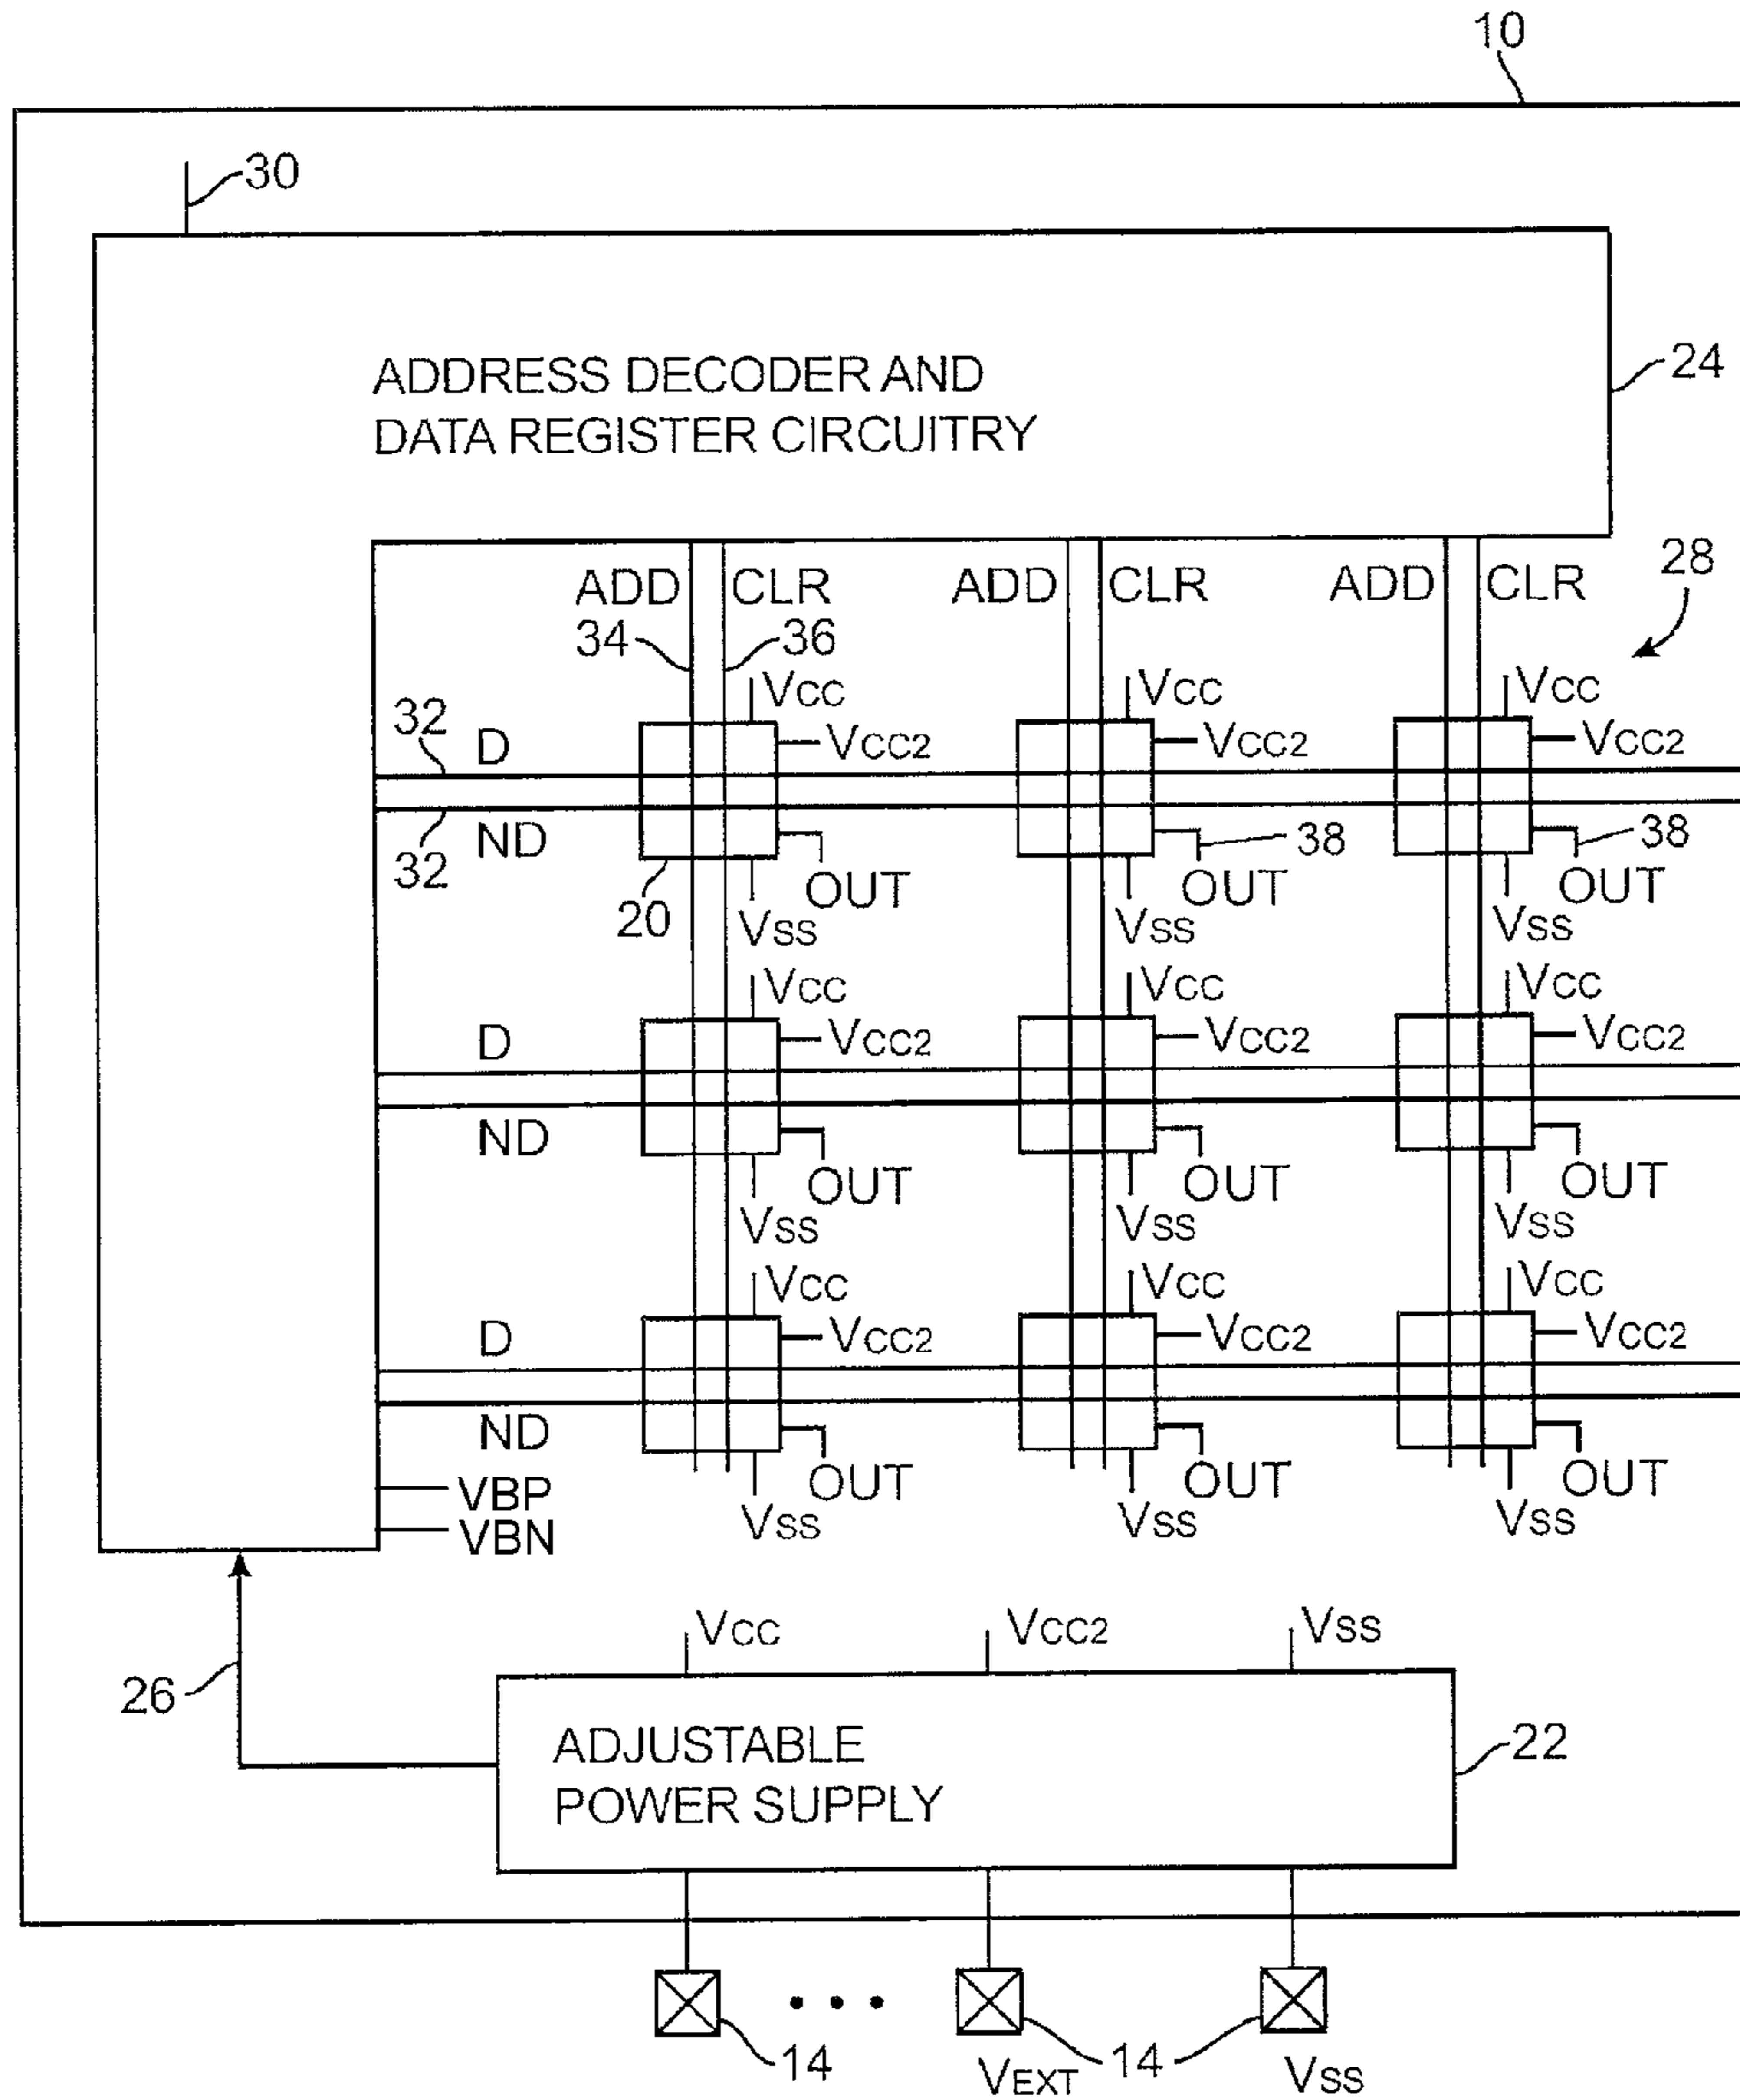 10
30
ADDRESS DECODER AND
DATA REGISTER CIRCUITRY
24
28
ADD CLR ADD CLR ADD CLR
34 36
VCC VCC VCC
32 D VCC2 VCC2 VCC2
32 ND 38 38
20 OUT OUT OUT
VSS VSS VSS
VCC VCC VCC
D VCC2 VCC2 VCC2
ND OUT OUT OUT
VSS VSS VSS
VCC VCC VCC
D VCC2 VCC2 VCC2
ND OUT OUT OUT
VBP VSS VSS VSS
VBN
VCC VCC2 VSS
26
ADJUSTABLE
POWER SUPPLY
22
14 VEXT 14 VSS